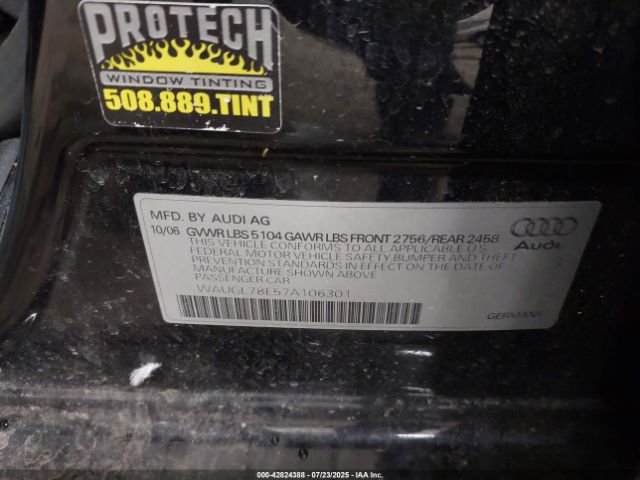 PROTECH
WINDOW TINTING
508.889.TINT
MFD. BY AUDI AG
10/06 GVWR LBS 5104 GAWR LBS FRONT 2756/REAR 2458
THIS VEHICLE CONFORMS TO ALL APPLICABLE U.S.
FEDERAL MOTOR VEHICLE SAFETY, BUMPER AND THEFT
PREVENTION STANDARDS IN EFFECT ON THE DATE OF
MANUFACTURE SHOWN ABOVE
PASSENGER CAR
WAUGL78E57A106301
Audi
GERMANY
000-42824388 - 07/23/2025 - IAA Inc.